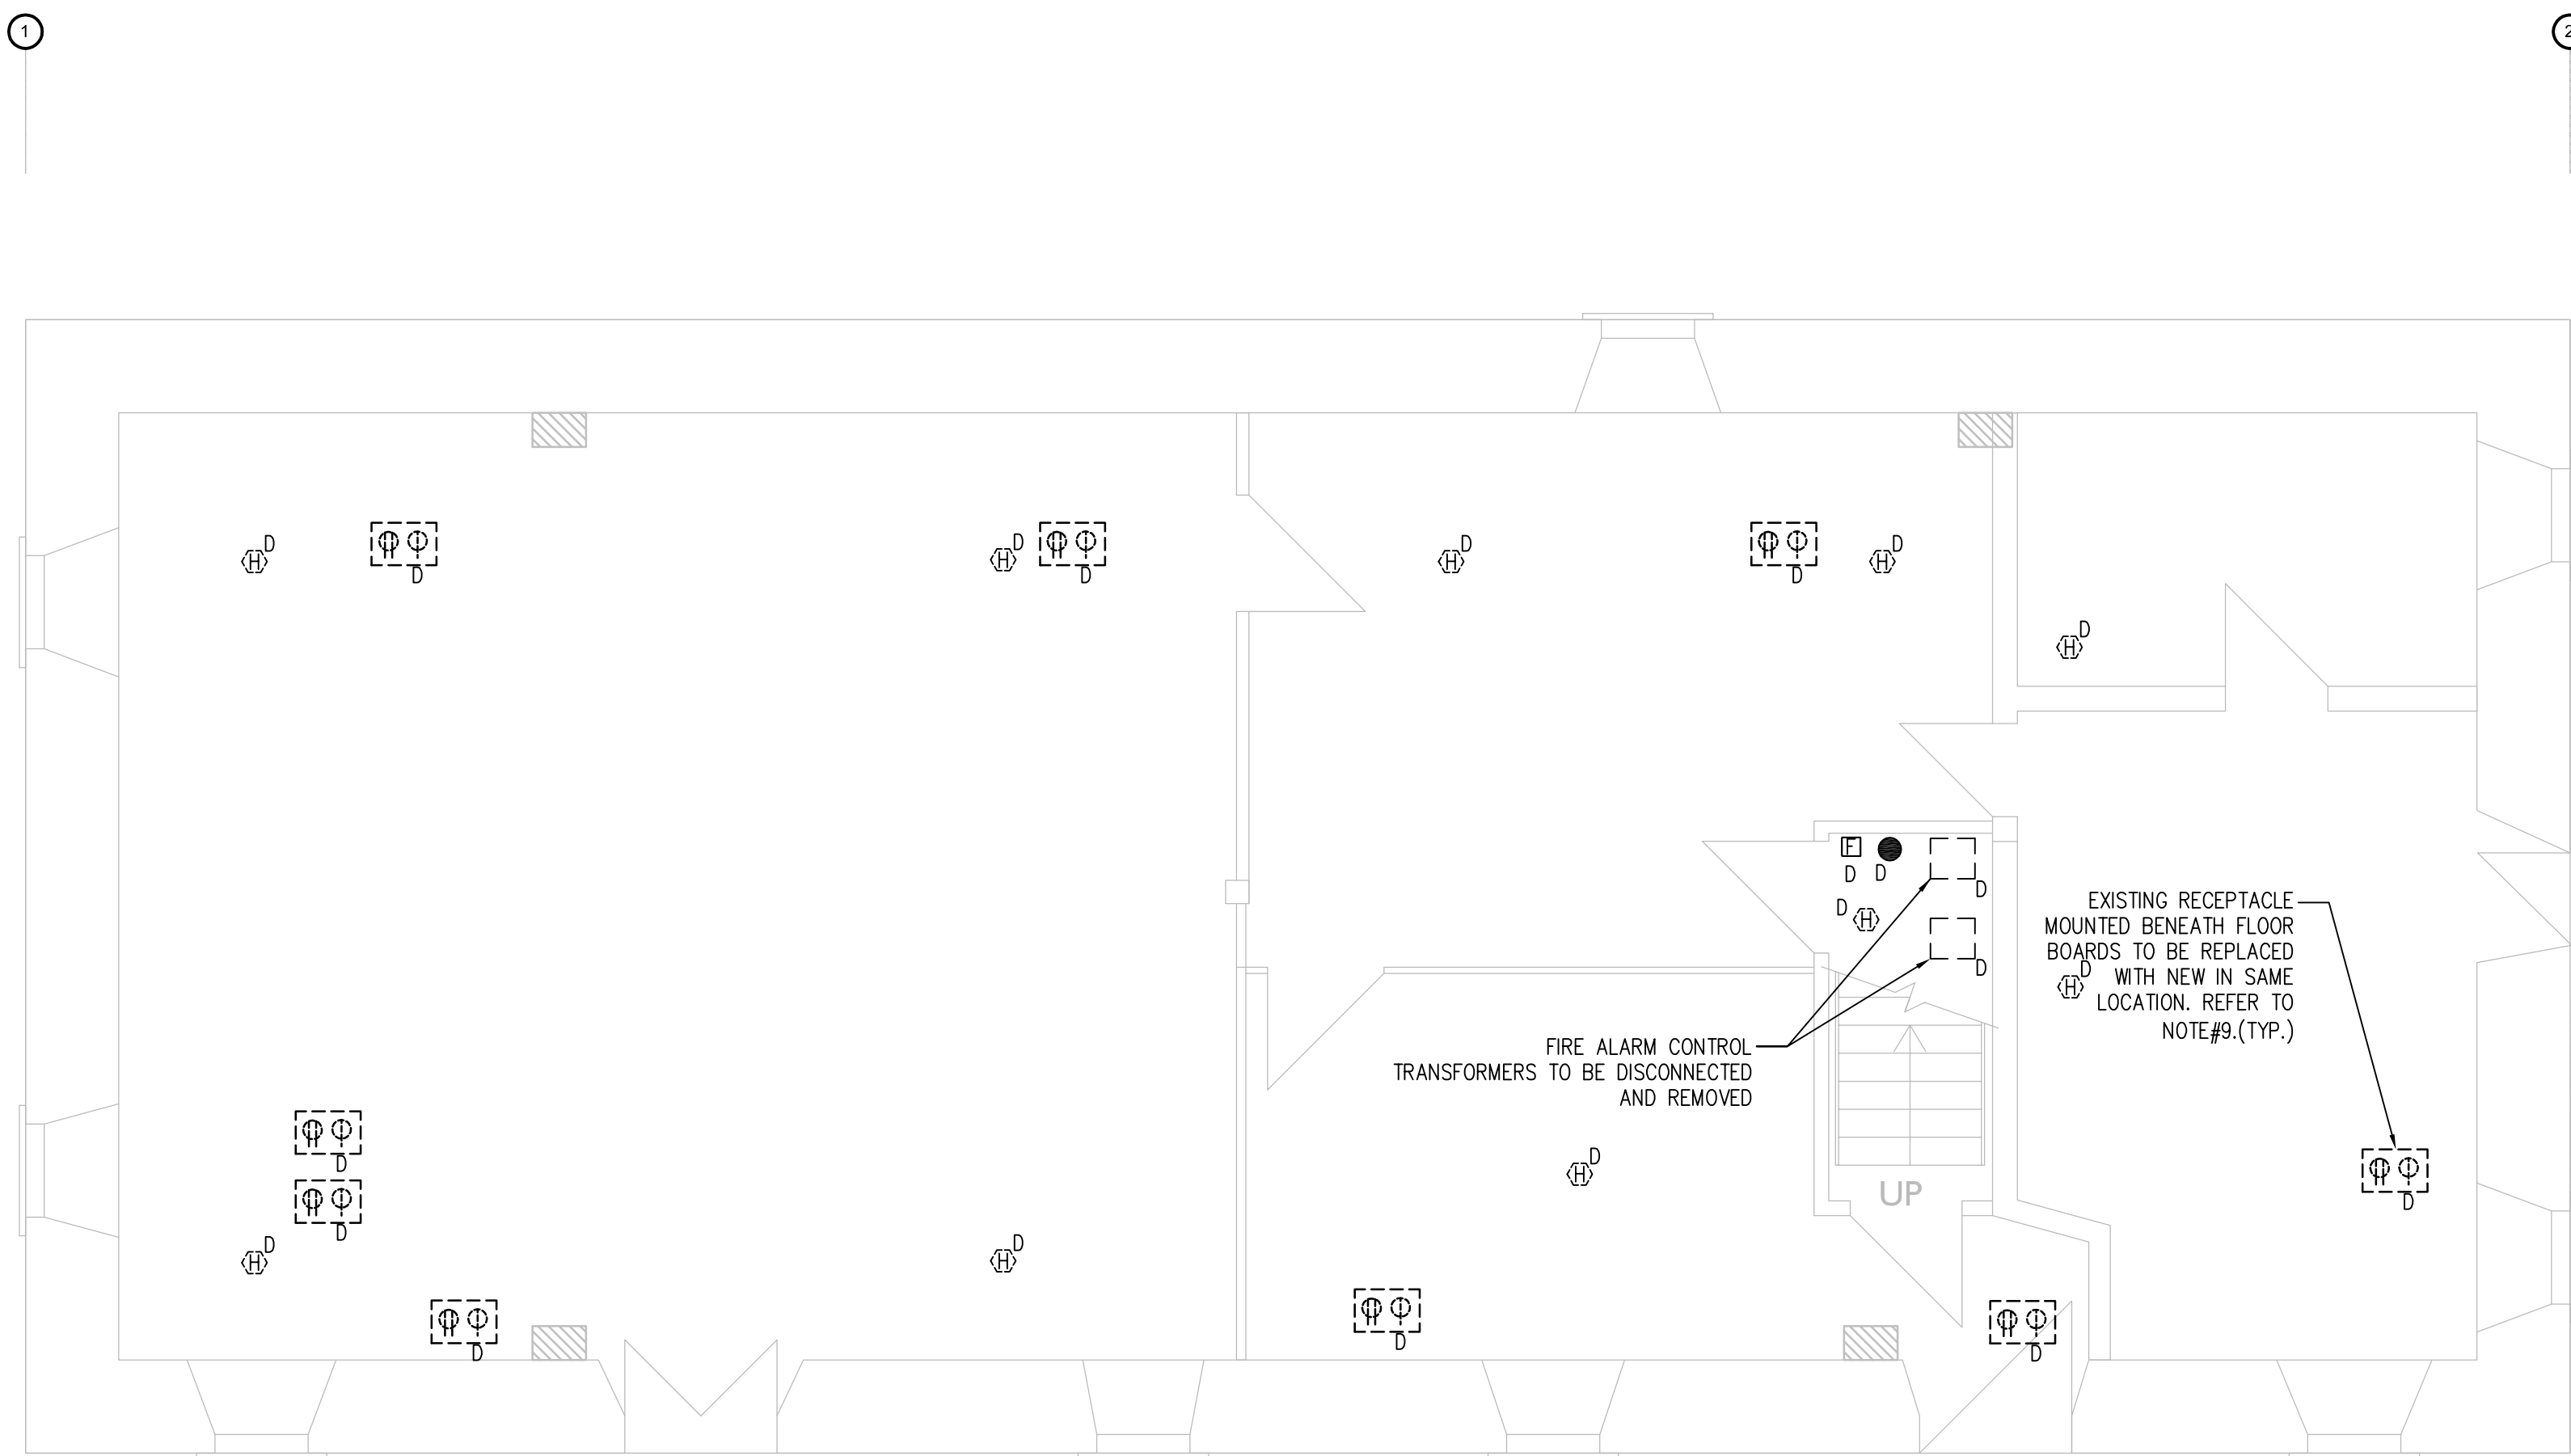 1
2
D
D
H
H
D
D
H
D
D
H
D
H
D
F
D
D
D
D
H
D
EXISTING RECEPTACLE
MOUNTED BENEATH FLOOR
BOARDS TO BE REPLACED
WITH NEW IN SAME
LOCATION. REFER TO
NOTE#9.(TYP.)
D
H
FIRE ALARM CONTROL
TRANSFORMERS TO BE DISCONNECTED
AND REMOVED
D
D
H
D
UP
D
D
H
D
H
D
D
D
D